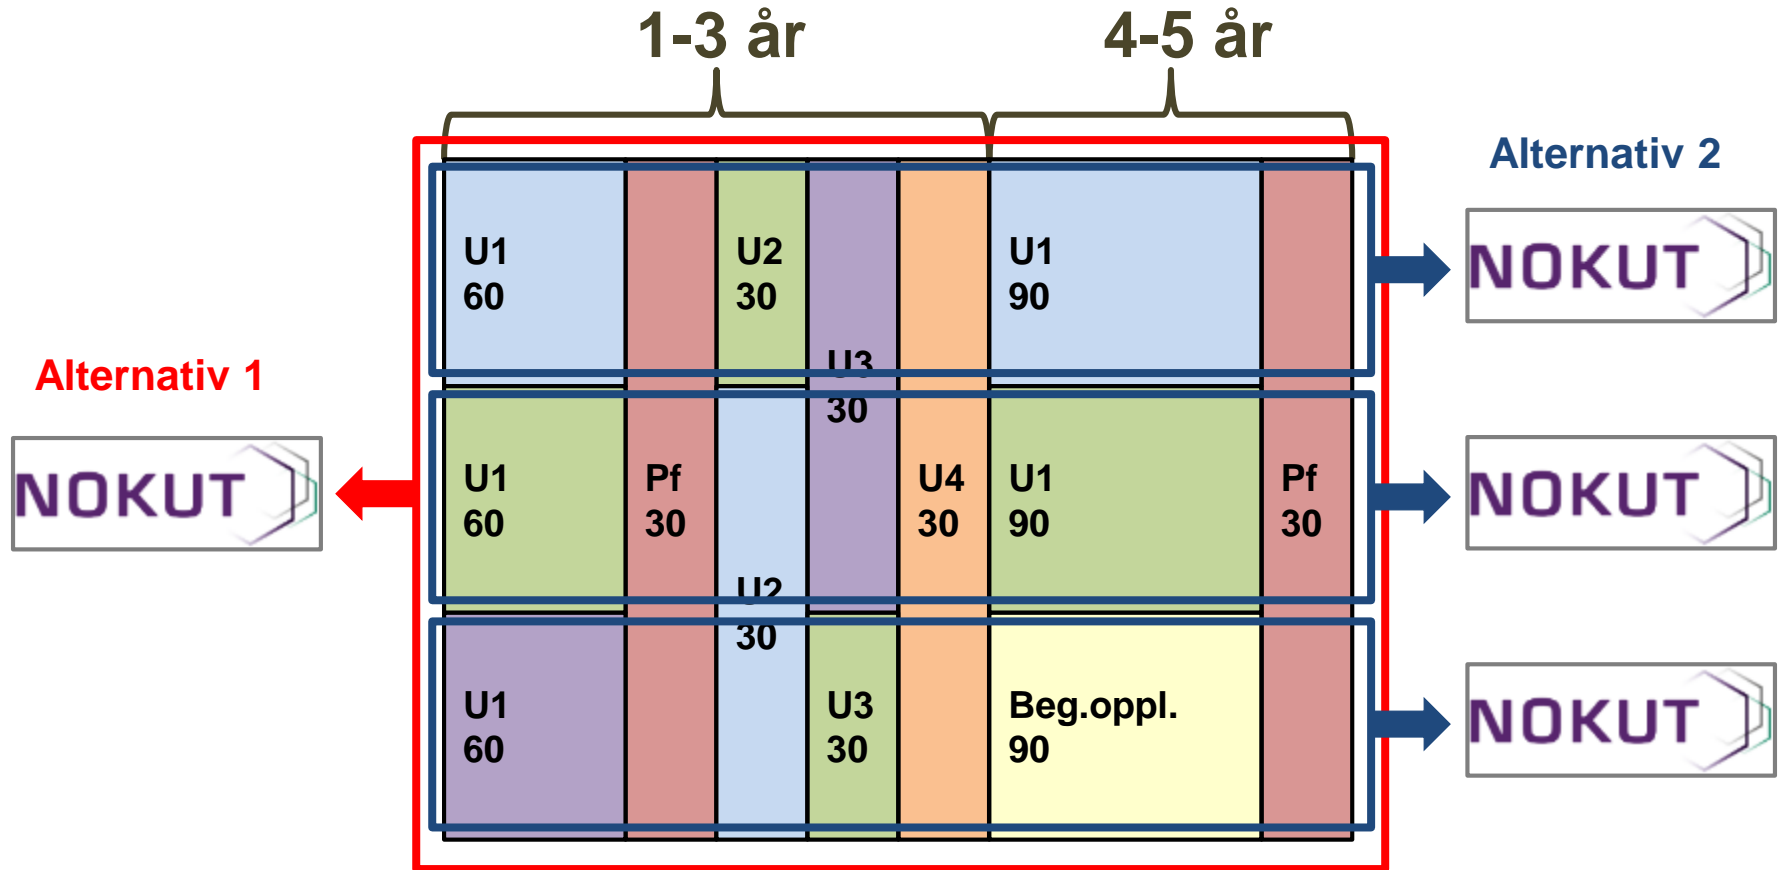 1-3 år
4-5 år
Alternativ 2
U1
60
U2
30
U1
90
NOKUT
Alternativ 1
U3
30
NOKUT
U1
60
Pf
30
U4
30
U1
90
Pf
30
NOKUT
U2
30
U1
60
U3
30
Beg.oppl.
90
NOKUT